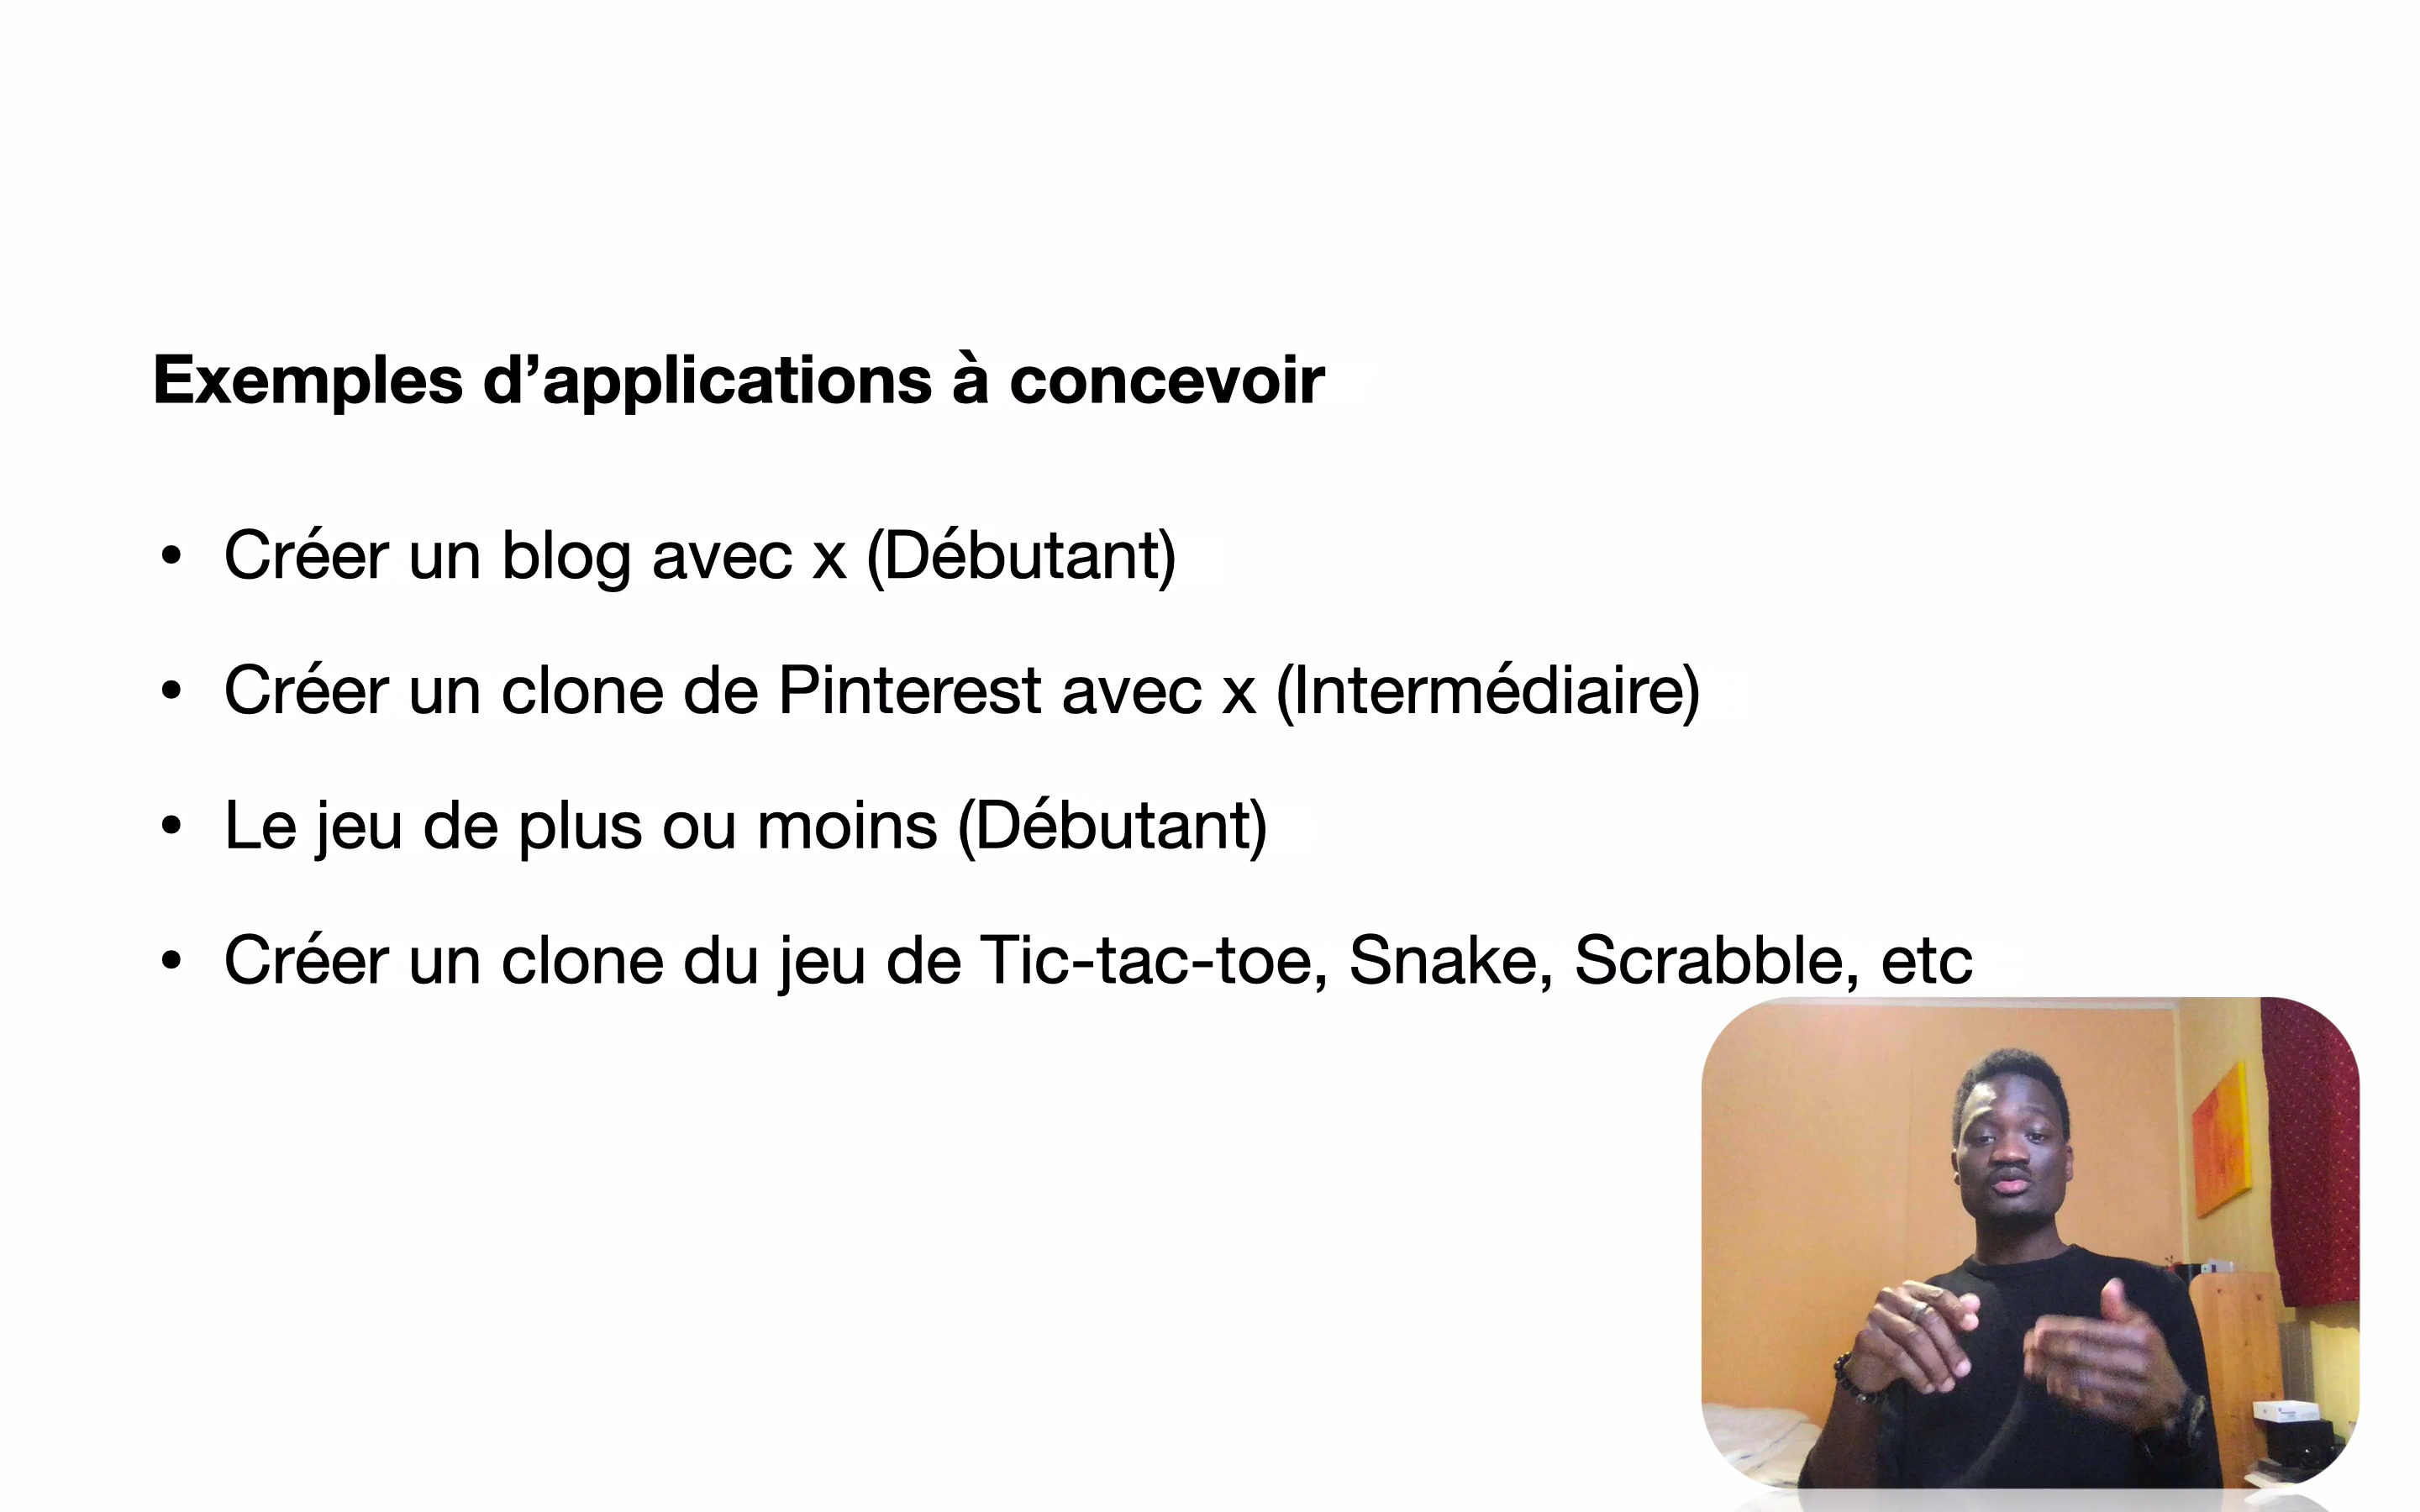 Exemples d’applications à concevoir
• Créer un blog avec x (Débutant)
• Créer un clone de Pinterest avec x (Intermédiaire)
• Le jeu de plus ou moins (Débutant)
• Créer un clone du jeu de Tic-tac-toe, Snake, Scrabble, etc